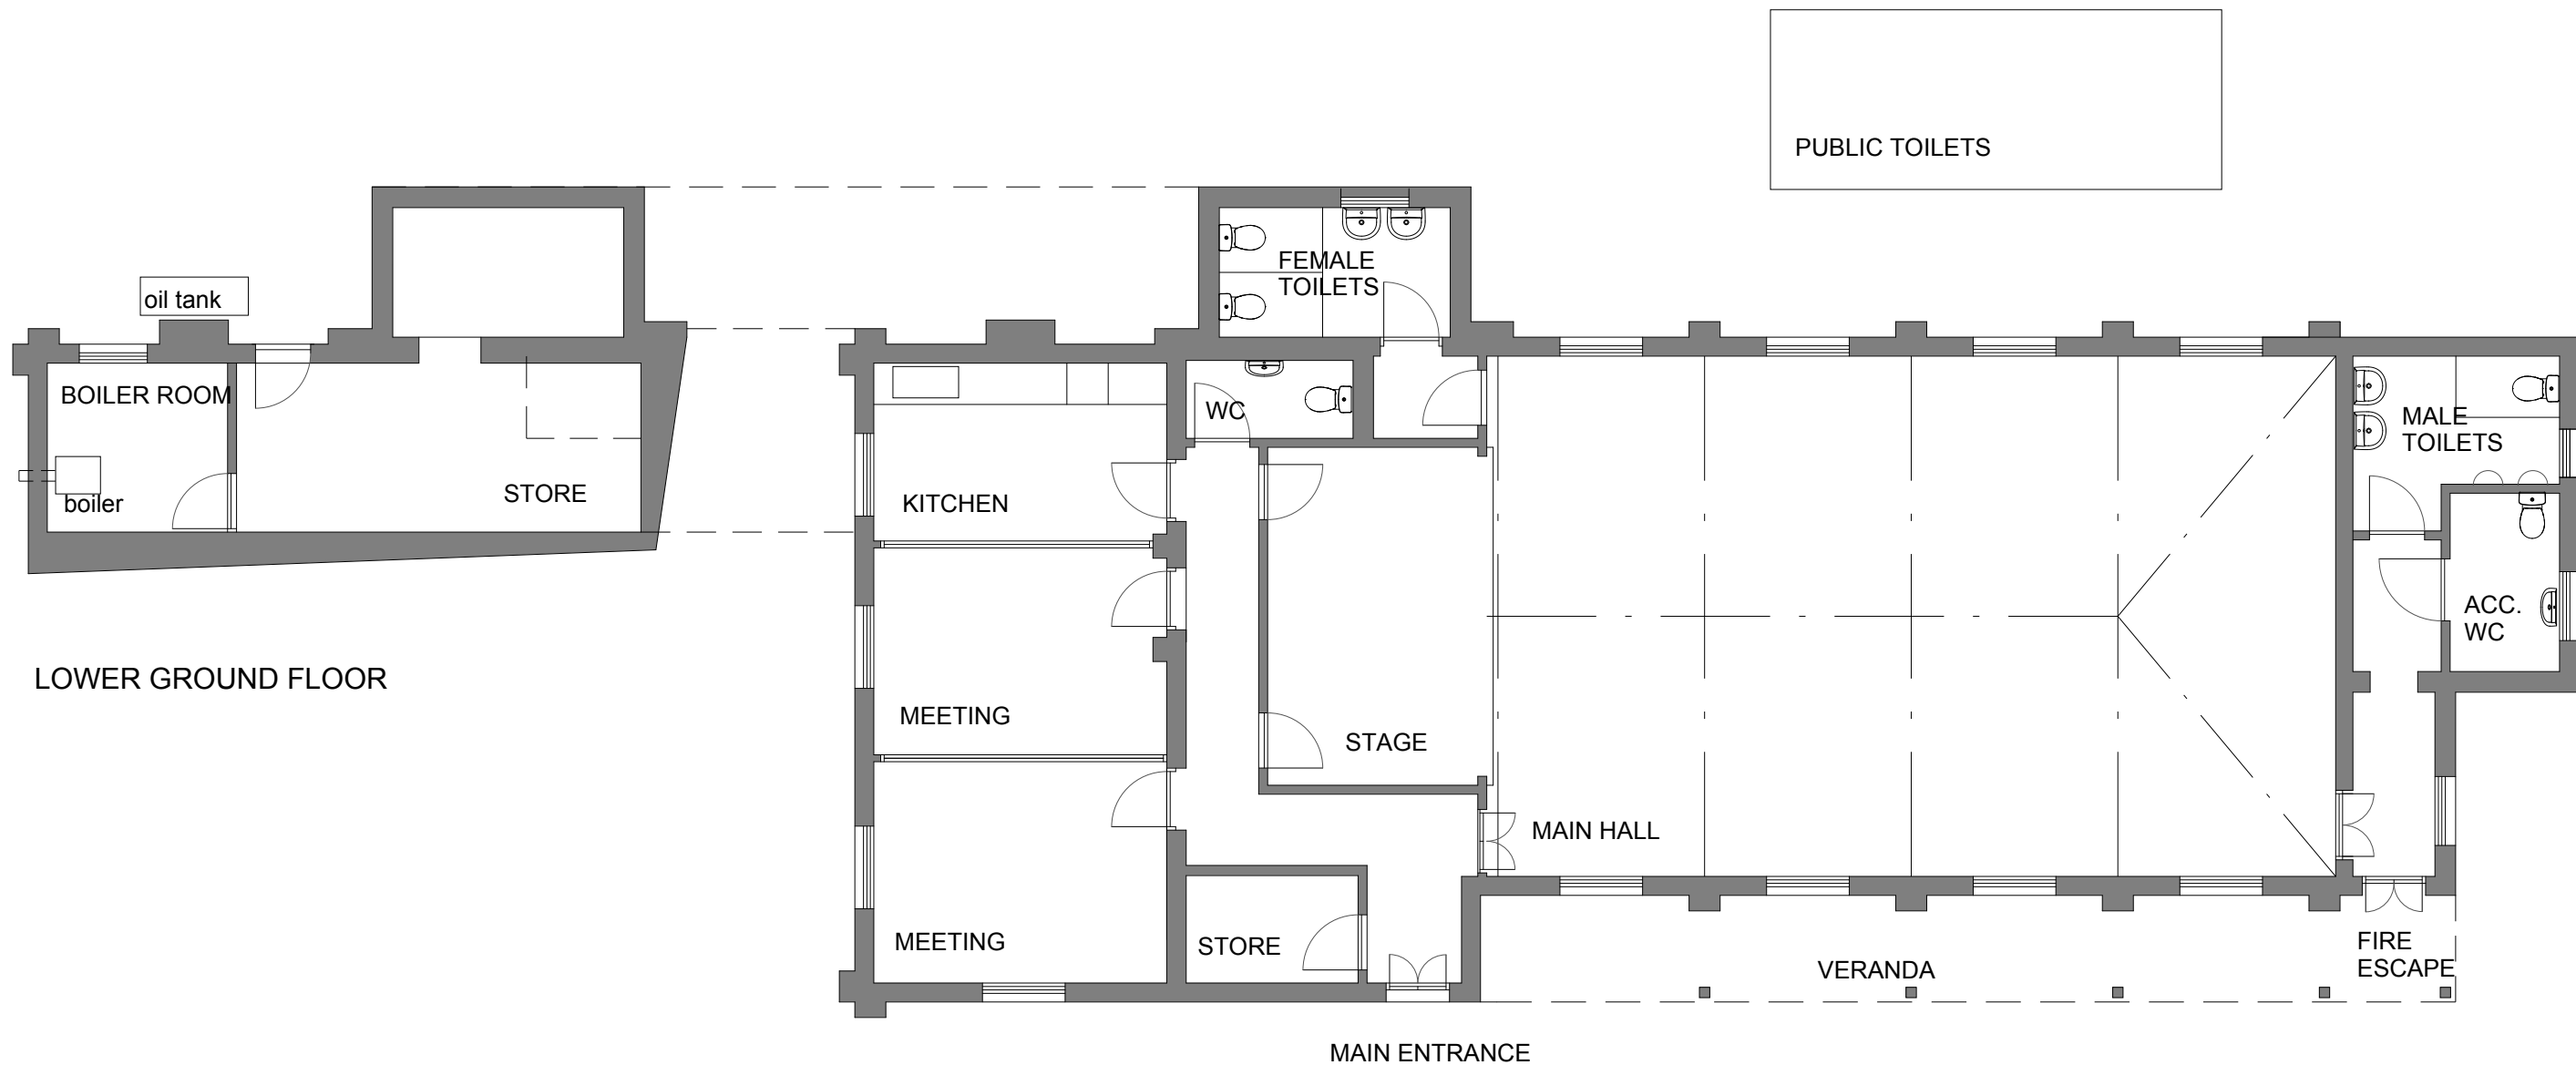 PUBLIC TOILETS
FEMALE
TOILETS
oil tank
BOILER ROOM
WC
MALE
TOILETS
boiler
STORE
KITCHEN
ACC.
WC
LOWER GROUND FLOOR
MEETING
STAGE
MAIN HALL
MEETING
STORE
VERANDA
FIRE
ESCAPE
MAIN ENTRANCE